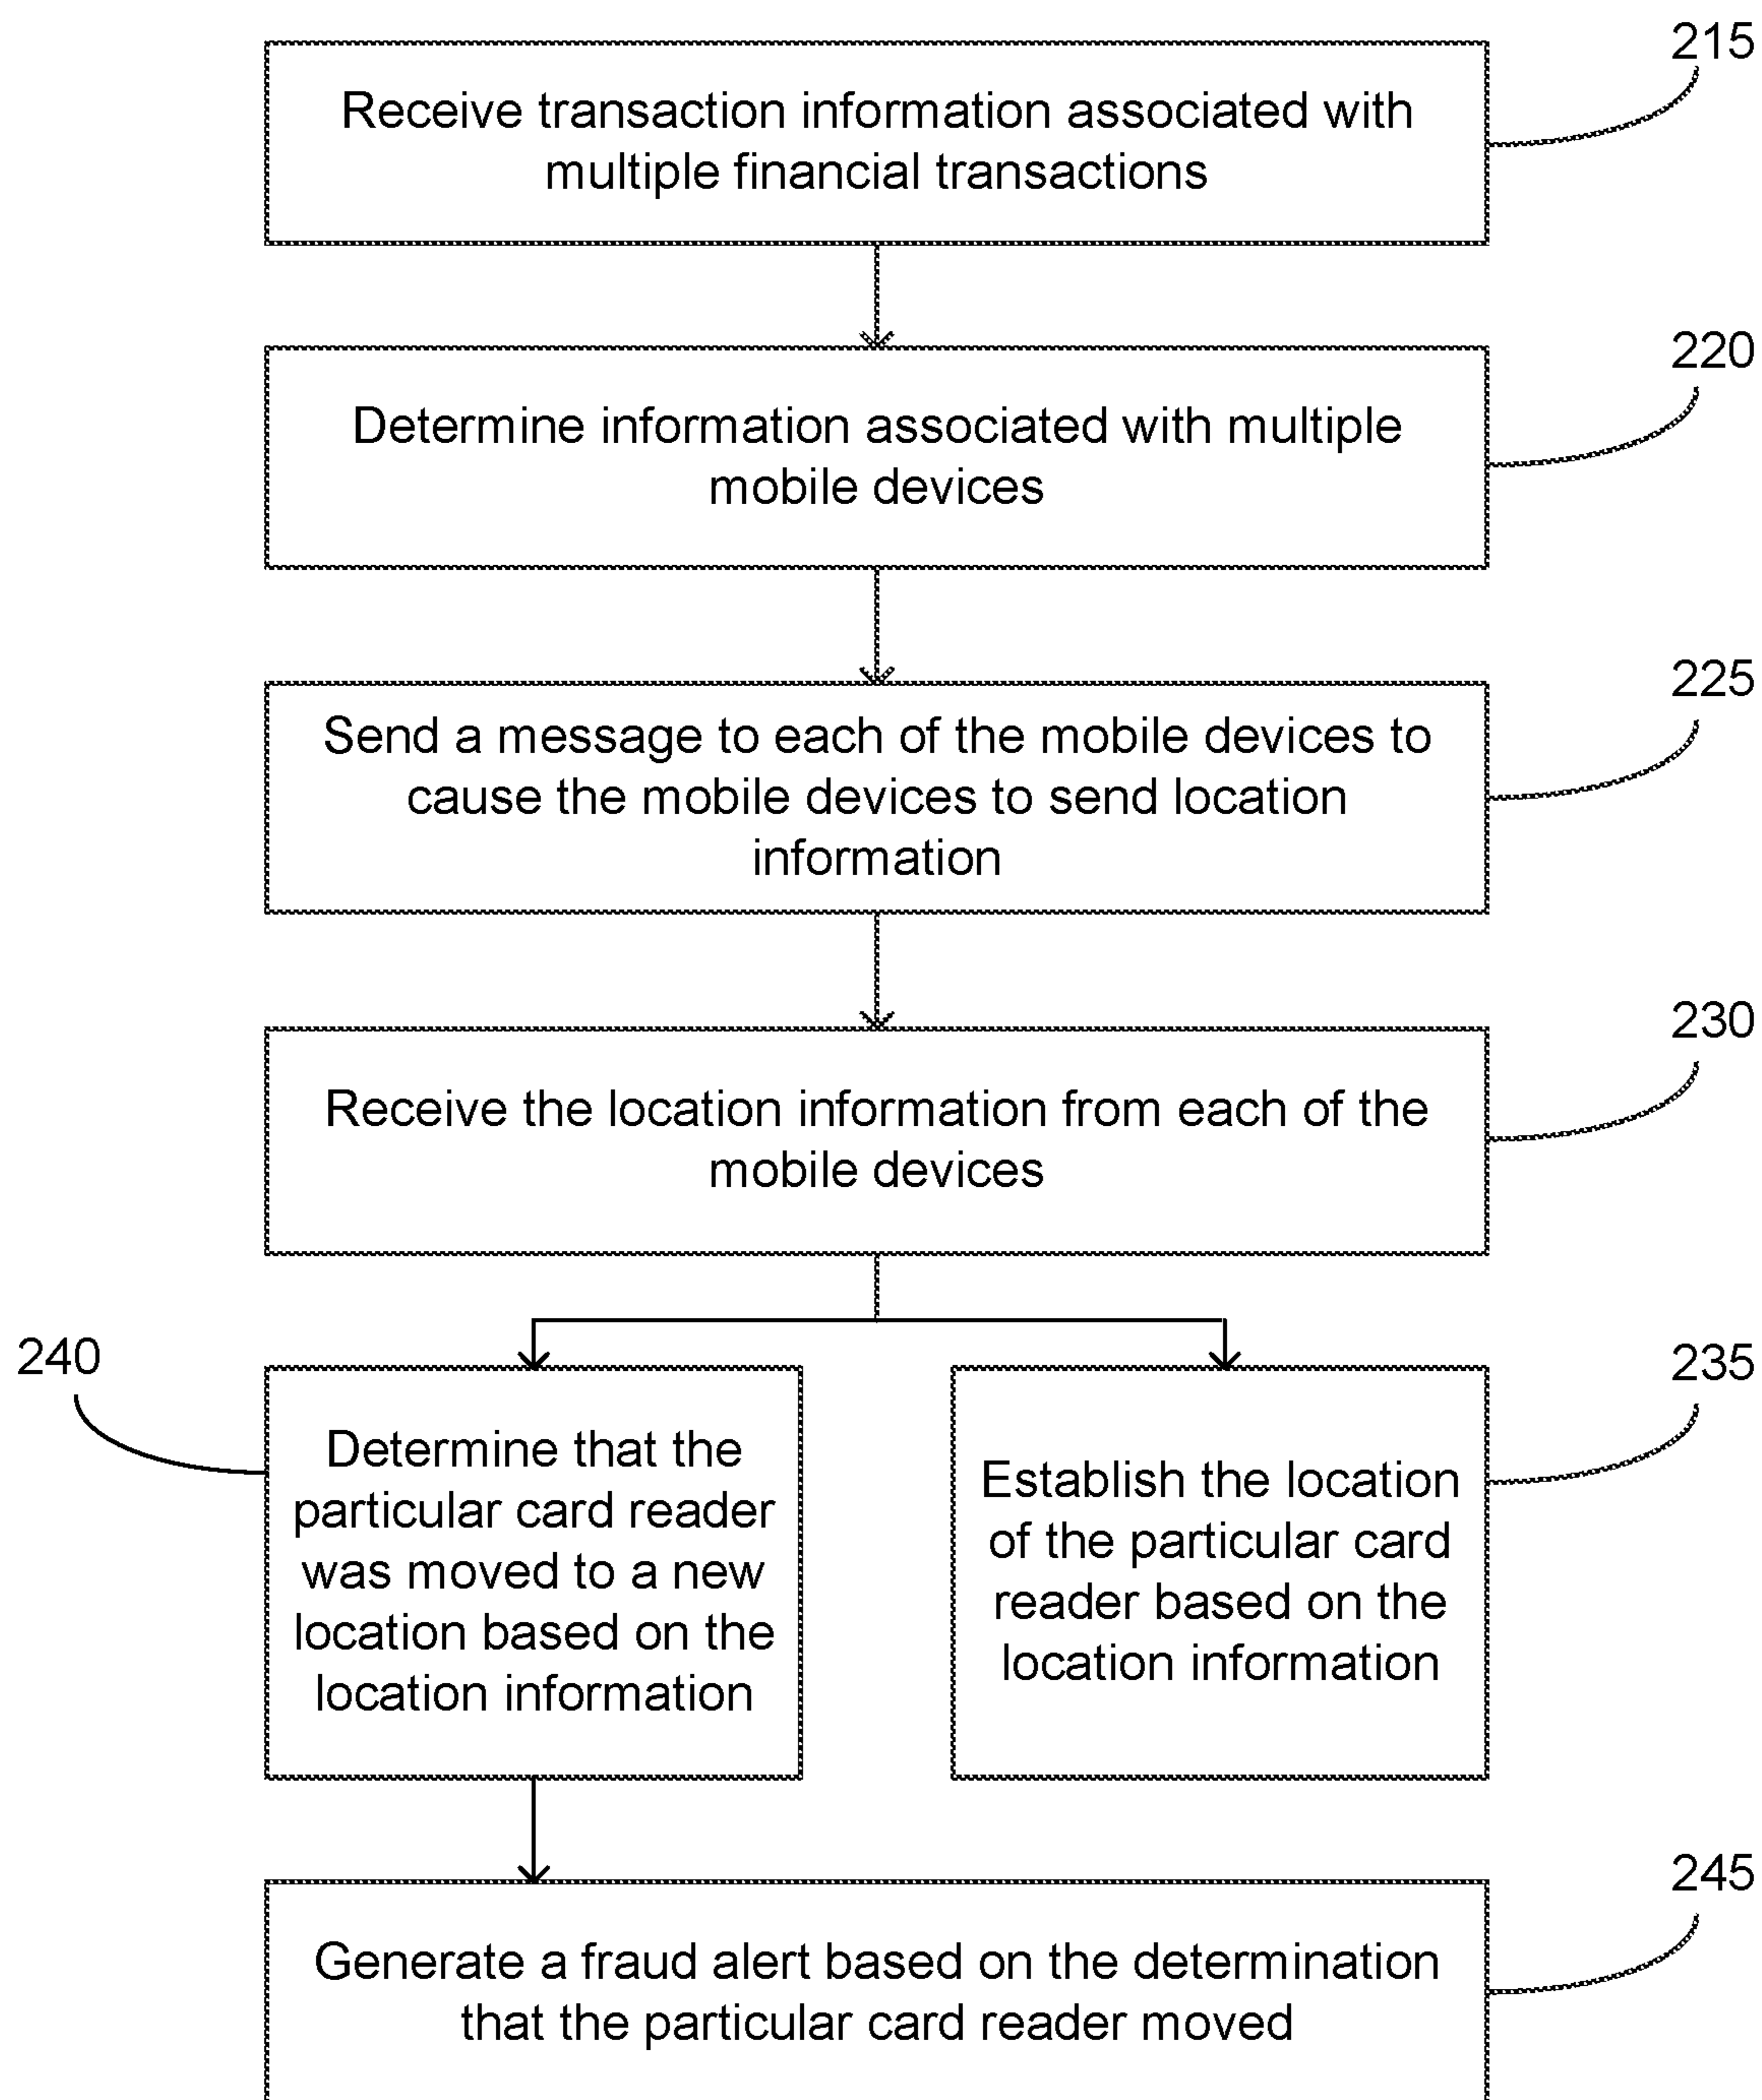 215
Receive transaction information associated with
multiple financial transactions
220
Determine information associated with multiple
mobile devices
225
Send a message to each of the mobile devices to
cause the mobile devices to send location
information
230
Receive the location information from each of the
mobile devices
240
Determine that the
particular card reader
was moved to a new
location based on the
location information
235
Establish the location
of the particular card
reader based on the
location information
245
Generate a fraud alert based on the determination
that the particular card reader moved